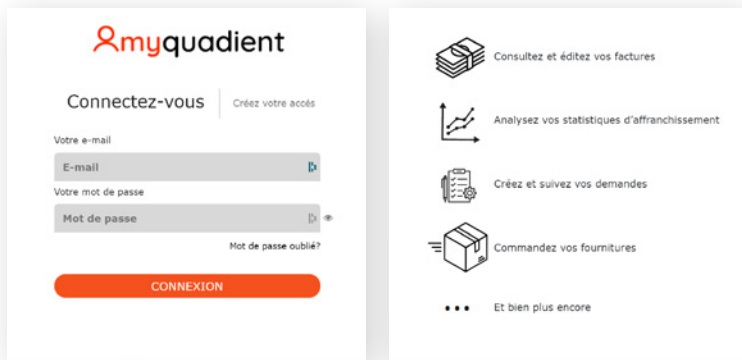 myquadient
Connectez-vous
Créez votre accés
Votre e-mail
E-mail
Votre mot de passe
Mot de passe
Mot de passe oublié?
CONNEXION
Consultez et éditez vos factures
Analysez vos statistiques d'affranchissement
Créez et suivez vos demandes
Commandez vos fournitures
Et bien plus encore